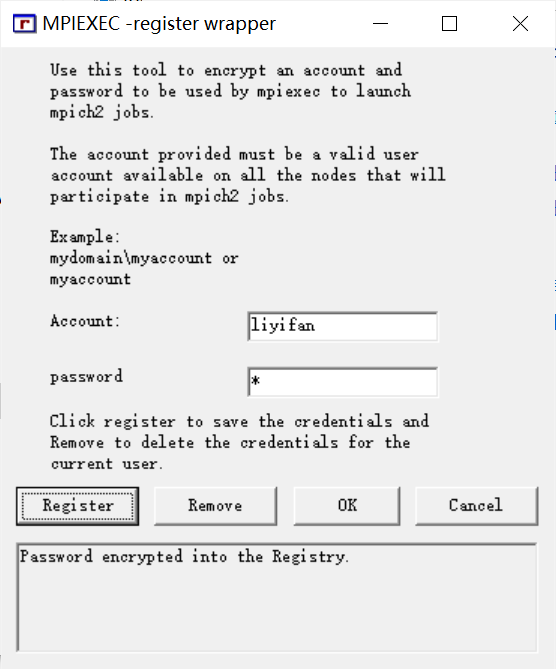 MPIEXEC -register wrapper
Use this tool to encrypt an account and
password to be used by mpiexec to launch
mpich2 jobs.
The account provided must be a valid user
account available on all the nodes that will
participate in mpich2 jobs.
Example:
mydomain\myaccount or
myaccount
Account: liyifan
password *
Click register to save the credentials and
Remove to delete the credentials for the
current user.
Register Remove OK Cancel
Password encrypted into the Registry.